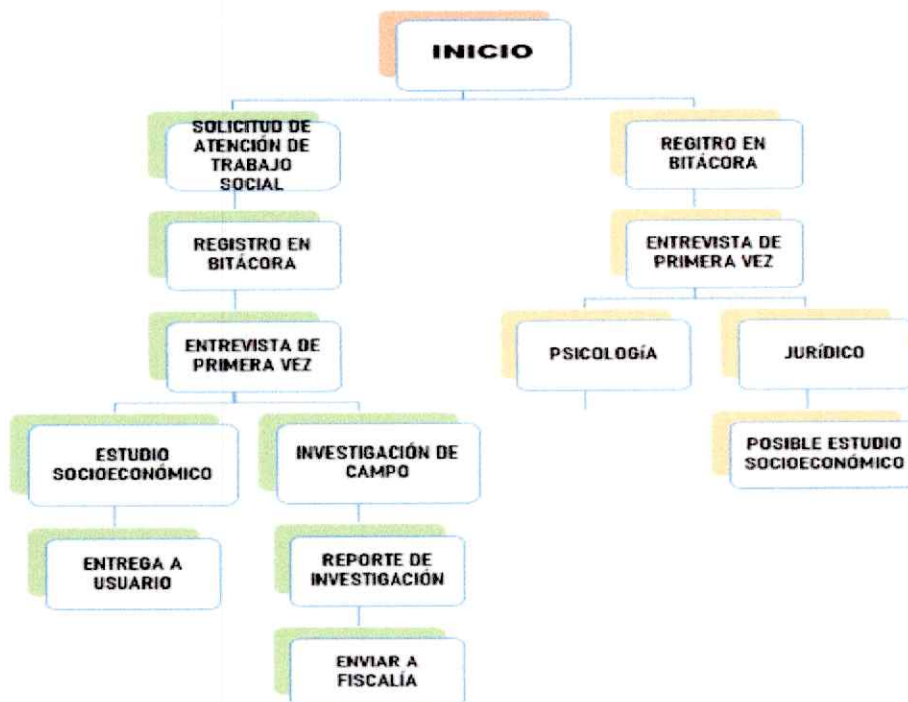 INICIO
SOLICITUD DE
ATENCIÓN DE
TRABAJO
SOCIAL
REGISTRO EN
BITÁCORA
ENTREVISTA DE
PRIMERA VEZ
ESTUDIO
SOCIOECONÓMICO
ENTREGA A
USUARIO
INVESTIGACIÓN DE
CAMPO
REPORTE DE
INVESTIGACIÓN
ENVIAR A
FISCALÍA
REGITRO EN
BITÁCORA
ENTREVISTA DE
PRIMERA VEZ
PSICOLOGÍA
JURÍDICO
POSIBLE ESTUDIO
SOCIOECONÓMICO